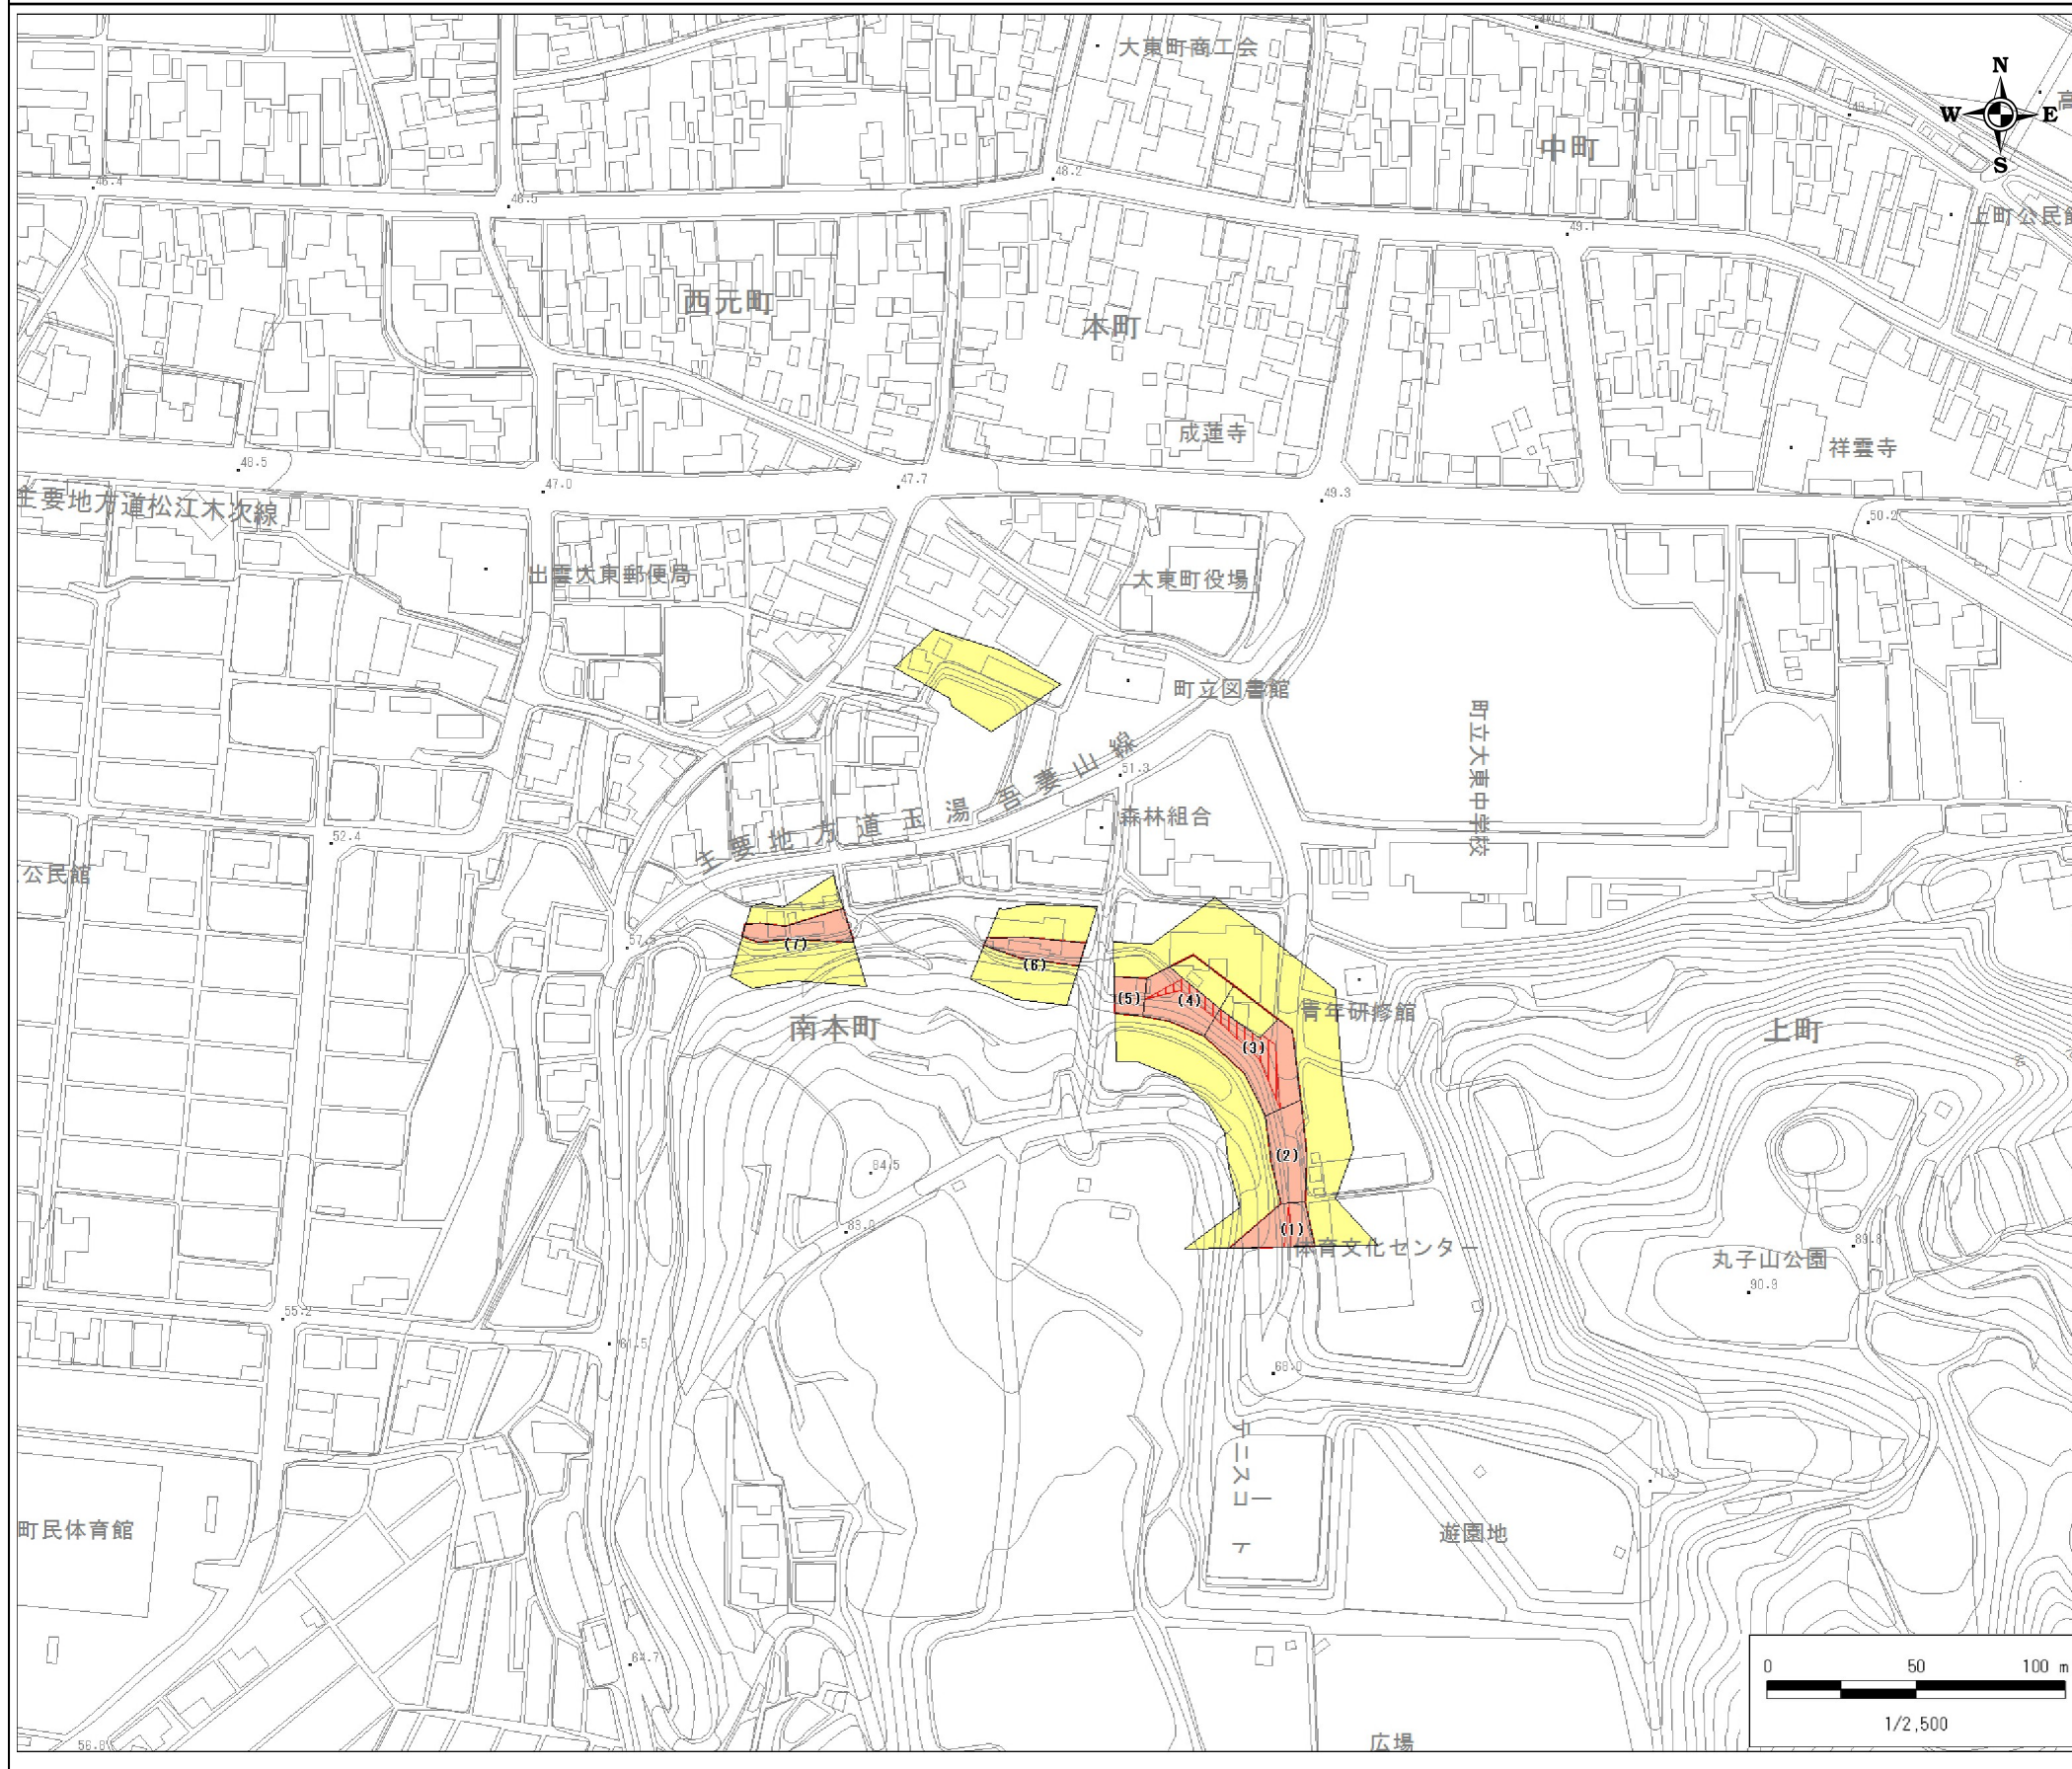 大東町商工会
N
W E
S
中町
48.17
46.4
48.5
48.2
49.1
上町公民館
西元町
本町
成蓮寺
祥雲寺
48.5
47.0
47.7
49.3
50.2
主要地方道松江木次線
出雲大東郵便局
大東町役場
町立図書館
町立大東中学校
主要地方道玉湯吾妻山線
51.3
森林組合
52.4
公民館
57.3
(7)
(6)
(5)
(4)
(3)
青年研修館
南本町
上町
(2)
84.5
83.0
(1)
体育文化センター
丸子山公園
89.8
90.9
55.2
61.5
68.0
テニスコート
71.3
町民体育館
遊園地
64.7
56.8
広場
0 50 100 m
1/2,500